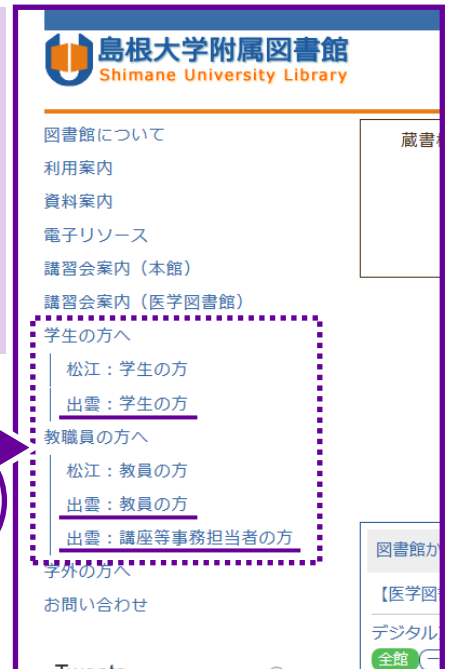 島根大学附属図書館
Shimane University Library
図書館について
利用案内
資料案内
電子リソース
講習会案内（本館）
講習会案内（医学図書館）
学生の方へ
松江：学生の方
出雲：学生の方
教職員の方へ
松江：教員の方
出雲：教員の方
出雲：講座等事務担当者の方
学外の方へ
お問い合わせ
蔵書
図書館か
【医学図
デジタル
全館